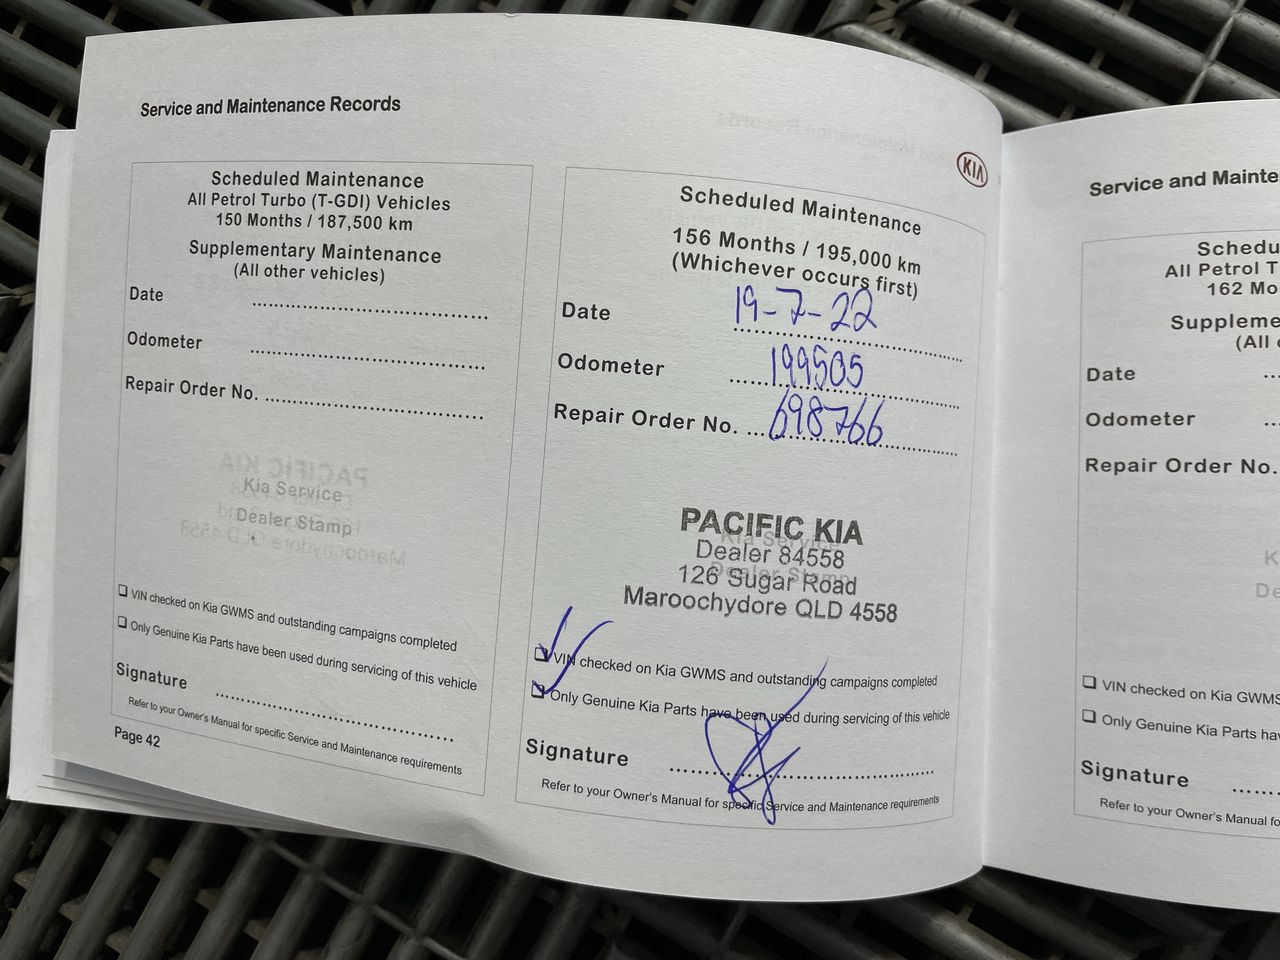 Service and Maintenance Records
Scheduled Maintenance
All Petrol Turbo (T-GDI) Vehicles
150 Months / 187,500 km
Supplementary Maintenance
(All other vehicles)
Date
Odometer
Repair Order No.
Kia Service
Dealer Stamp
VIN checked on Kia GWMS and outstanding campaigns completed
Only Genuine Kia Parts have been used during servicing of this vehicle
Signature
Refer to your Owner's Manual for specific Service and Maintenance requirements
Page 42
KIA
Scheduled Maintenance
156 Months / 195,000 km
(Whichever occurs first)
Date 19-7-22
Odometer 199505
Repair Order No. 698766
Kia Service
Dealer Stamp
PACIFIC KIA
Dealer 84558
126 Sugar Road
Maroochydore QLD 4558
VIN checked on Kia GWMS and outstanding campaigns completed
Only Genuine Kia Parts have been used during servicing of this vehicle
Signature
Refer to your Owner's Manual for specific Service and Maintenance requirements
Service and Mainte
Schedu
All Petrol T
162 Mo
Suppleme
(All
Date
Odometer
Repair Order No.
K
De
VIN checked on Kia GWMS
Only Genuine Kia Parts hav
Signature
Refer to your Owner's Manual fo